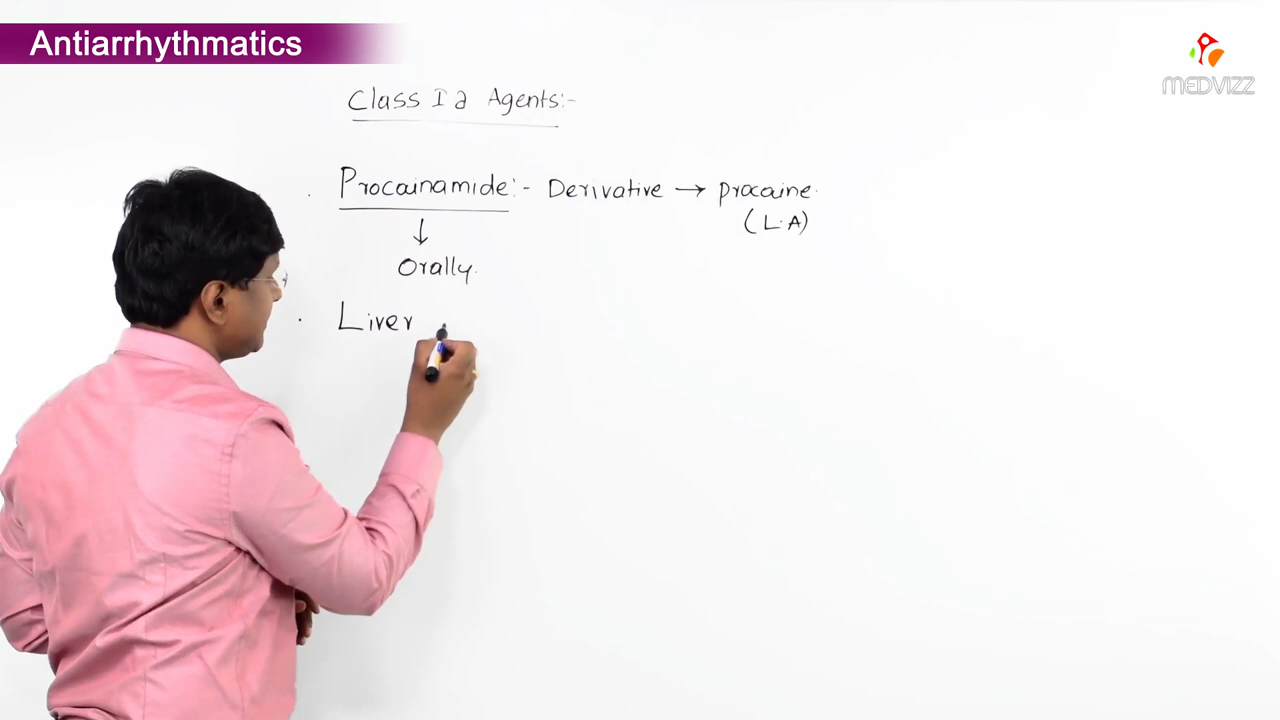 Antiarrhythmatics
MEDVIZZ
Class I a Agents:-
Procainamide:- Derivative → procaine.
(L.A)
↓
Orally.
Liver